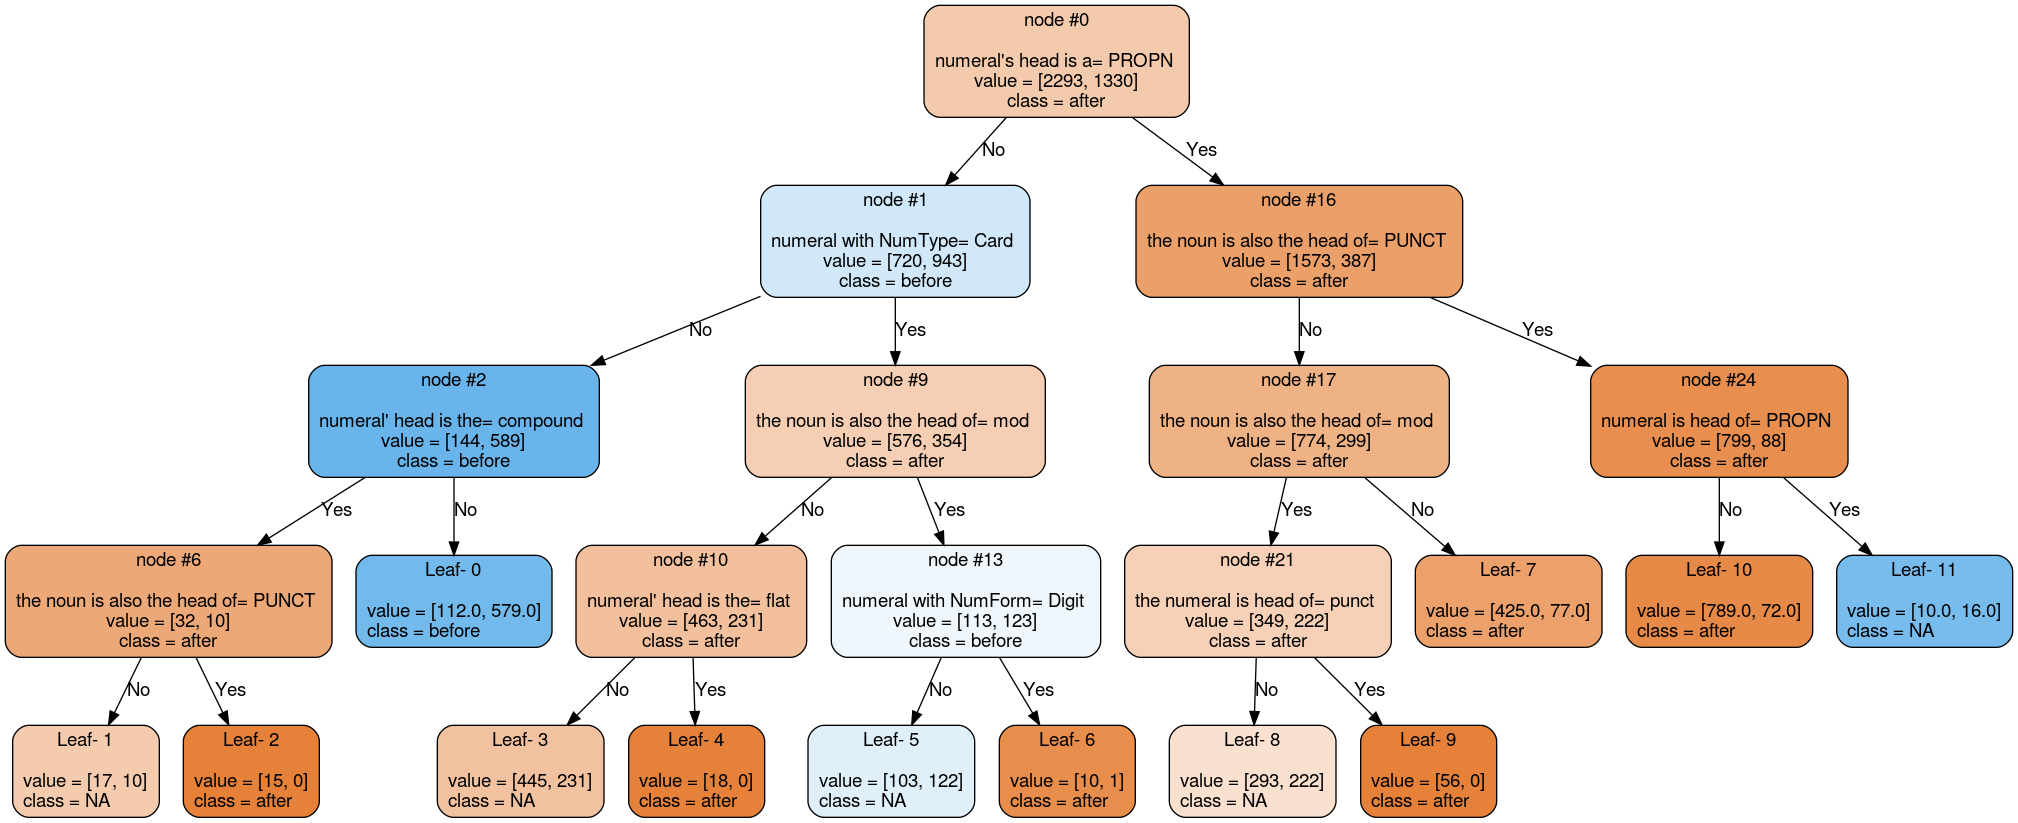 node #0
numeral's head is a= PROPN
value = [2293, 1330]
class = after
No
Yes
node #1
numeral with NumType= Card
value = [720, 943]
class = before
node #16
the noun is also the head of= PUNCT
value = [1573, 387]
class = after
No
Yes
No
Yes
node #2
numeral' head is the= compound
value = [144, 589]
class = before
node #9
the noun is also the head of= mod
value = [576, 354]
class = after
node #17
the noun is also the head of= mod
value = [774, 299]
class = after
node #24
numeral is head of= PROPN
value = [799, 88]
class = after
Yes
No
No
Yes
Yes
No
No
Yes
node #6
the noun is also the head of= PUNCT
value = [32, 10]
class = after
Leaf- 0
value = [112.0, 579.0]
class = before
node #10
numeral' head is the= flat
value = [463, 231]
class = after
node #13
numeral with NumForm= Digit
value = [113, 123]
class = before
node #21
the numeral is head of= punct
value = [349, 222]
class = after
Leaf- 7
value = [425.0, 77.0]
class = after
Leaf- 10
value = [789.0, 72.0]
class = after
Leaf- 11
value = [10.0, 16.0]
class = NA
No
Yes
No
Yes
No
Yes
No
Yes
Leaf- 1
value = [17, 10]
class = NA
Leaf- 2
value = [15, 0]
class = after
Leaf- 3
value = [445, 231]
class = NA
Leaf- 4
value = [18, 0]
class = after
Leaf- 5
value = [103, 122]
class = NA
Leaf- 6
value = [10, 1]
class = after
Leaf- 8
value = [293, 222]
class = NA
Leaf- 9
value = [56, 0]
class = after